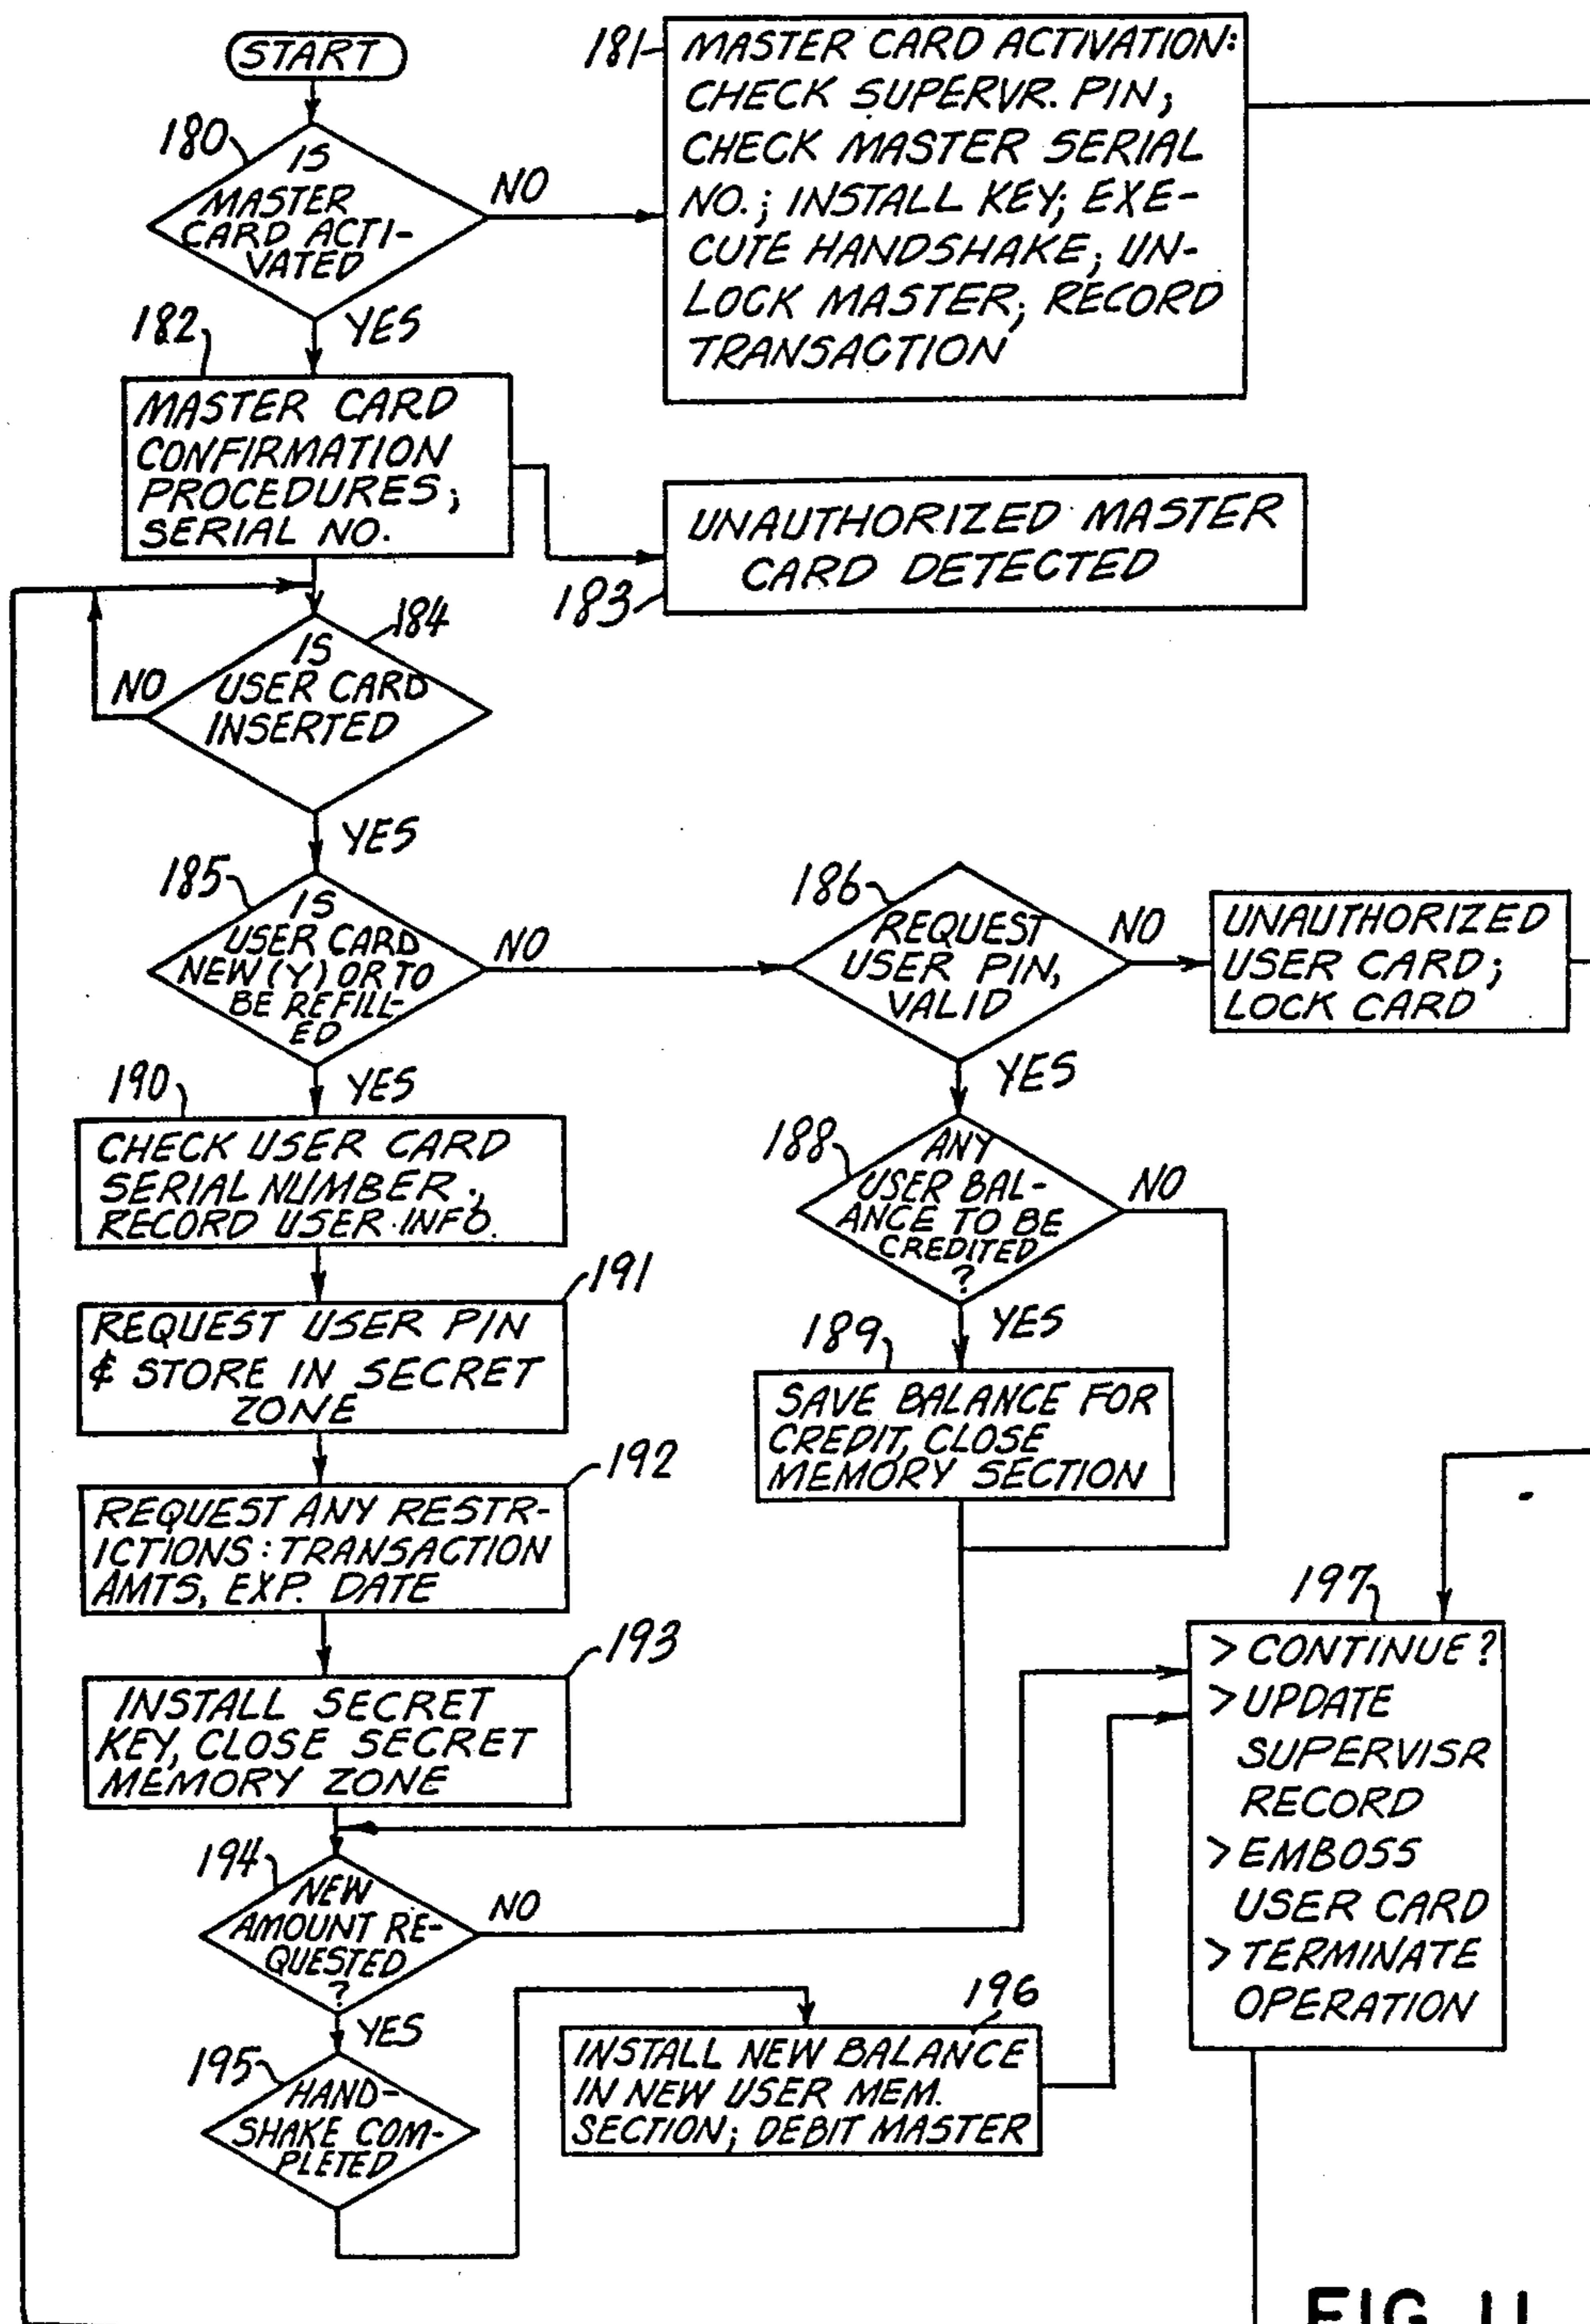 START
180
IS
MASTER
CARD ACTI-
VATED
NO
YES
181
MASTER CARD ACTIVATION:
CHECK SUPERVR. PIN;
CHECK MASTER SERIAL
NO.; INSTALL KEY; EXE-
CUTE HANDSHAKE; UN-
LOCK MASTER; RECORD
TRANSACTION
182
MASTER CARD
CONFIRMATION
PROCEDURES;
SERIAL NO.
UNAUTHORIZED MASTER
CARD DETECTED
183
184
IS
USER CARD
INSERTED
NO
YES
185
IS
USER CARD
NEW (Y) OR TO
BE REFILL-
ED
NO
YES
186
REQUEST
USER PIN,
VALID
NO
YES
UNAUTHORIZED
USER CARD;
LOCK CARD
188
ANY
USER BAL-
ANCE TO BE
CREDITED
?
NO
YES
189
SAVE BALANCE FOR
CREDIT, CLOSE
MEMORY SECTION
190
CHECK USER CARD
SERIAL NUMBER;
RECORD USER INFO.
191
REQUEST USER PIN
& STORE IN SECRET
ZONE
192
REQUEST ANY RESTR-
ICTIONS: TRANSACTION
AMTS, EXP. DATE
193
INSTALL SECRET
KEY, CLOSE SECRET
MEMORY ZONE
194
NEW
AMOUNT RE-
QUESTED
?
NO
YES
195
HAND-
SHAKE COM-
PLETED
196
INSTALL NEW BALANCE
IN NEW USER MEM.
SECTION; DEBIT MASTER
197
> CONTINUE?
> UPDATE
SUPERVISR
RECORD
> EMBOSS
USER CARD
> TERMINATE
OPERATION
FIG. 11